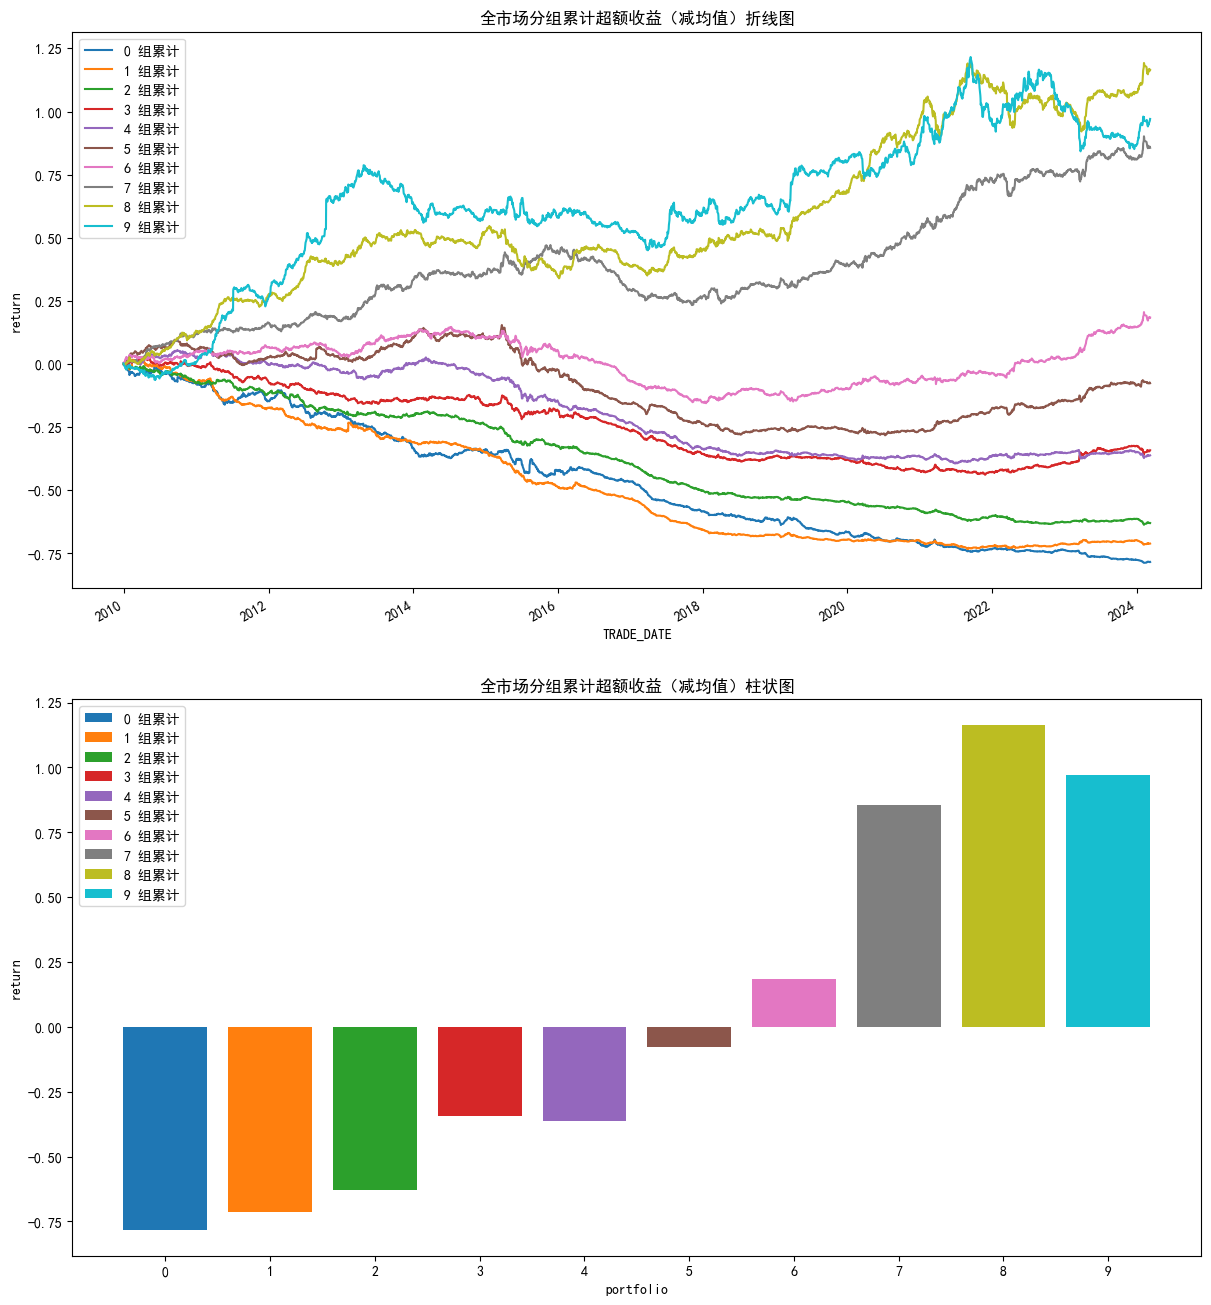 全市场分组累计超额收益（减均值）折线图
1.25
1.00
0.75
0.50
0.25
0.00
−0.25
−0.50
−0.75
return
0 组累计
1 组累计
2 组累计
3 组累计
4 组累计
5 组累计
6 组累计
7 组累计
8 组累计
9 组累计
2010
2012
2014
2016
2018
2020
2022
2024
TRADE_DATE
全市场分组累计超额收益（减均值）柱状图
1.25
1.00
0.75
0.50
0.25
0.00
−0.25
−0.50
−0.75
return
0 组累计
1 组累计
2 组累计
3 组累计
4 组累计
5 组累计
6 组累计
7 组累计
8 组累计
9 组累计
0
1
2
3
4
5
6
7
8
9
portfolio